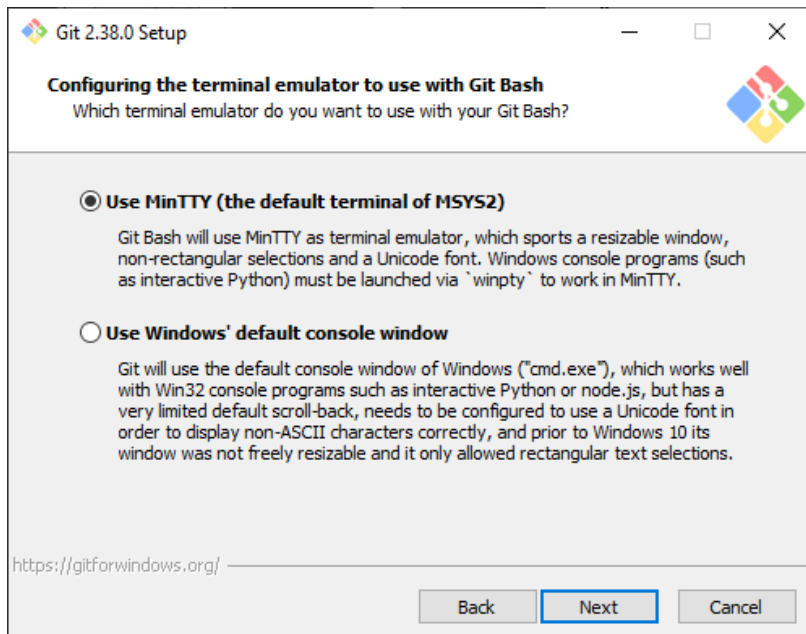 Git 2.38.0 Setup
Configuring the terminal emulator to use with Git Bash
Which terminal emulator do you want to use with your Git Bash?
Use MinTTY (the default terminal of MSYS2)
Git Bash will use MinTTY as terminal emulator, which sports a resizable window,
non-rectangular selections and a Unicode font. Windows console programs (such
as interactive Python) must be launched via `winpty` to work in MinTTY.
Use Windows' default console window
Git will use the default console window of Windows ("cmd.exe"), which works well
with Win32 console programs such as interactive Python or node.js, but has a
very limited default scroll-back, needs to be configured to use a Unicode font in
order to display non-ASCII characters correctly, and prior to Windows 10 its
window was not freely resizable and it only allowed rectangular text selections.
https://gitforwindows.org/
Back Next Cancel